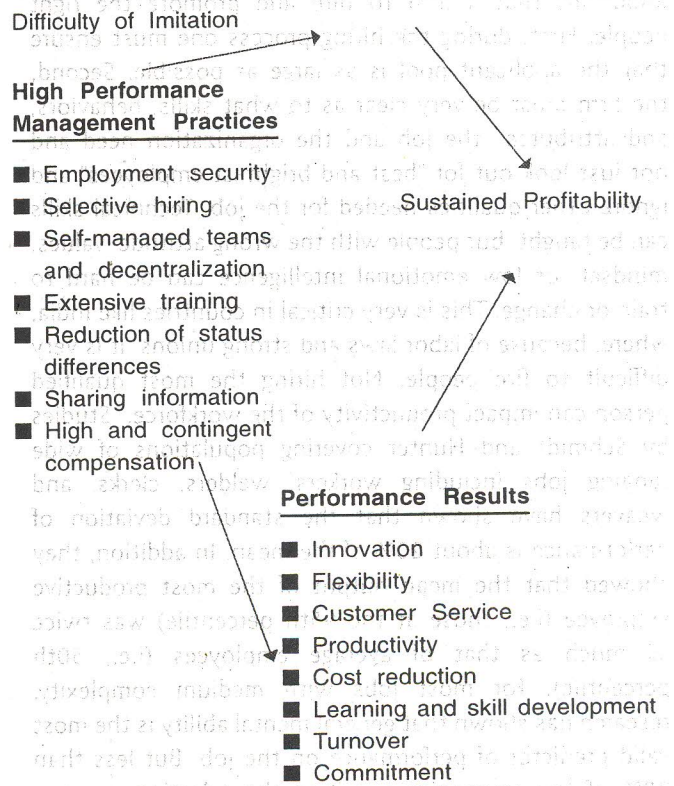 Difficulty of Imitation
High Performance
Management Practices
■ Employment security
■ Selective hiring
■ Self-managed teams
and decentralization
■ Extensive training
■ Reduction of status
differences
■ Sharing information
■ High and contingent
compensation
Sustained Profitability
Performance Results
■ Innovation
■ Flexibility
■ Customer Service
■ Productivity
■ Cost reduction
■ Learning and skill development
■ Turnover
■ Commitment